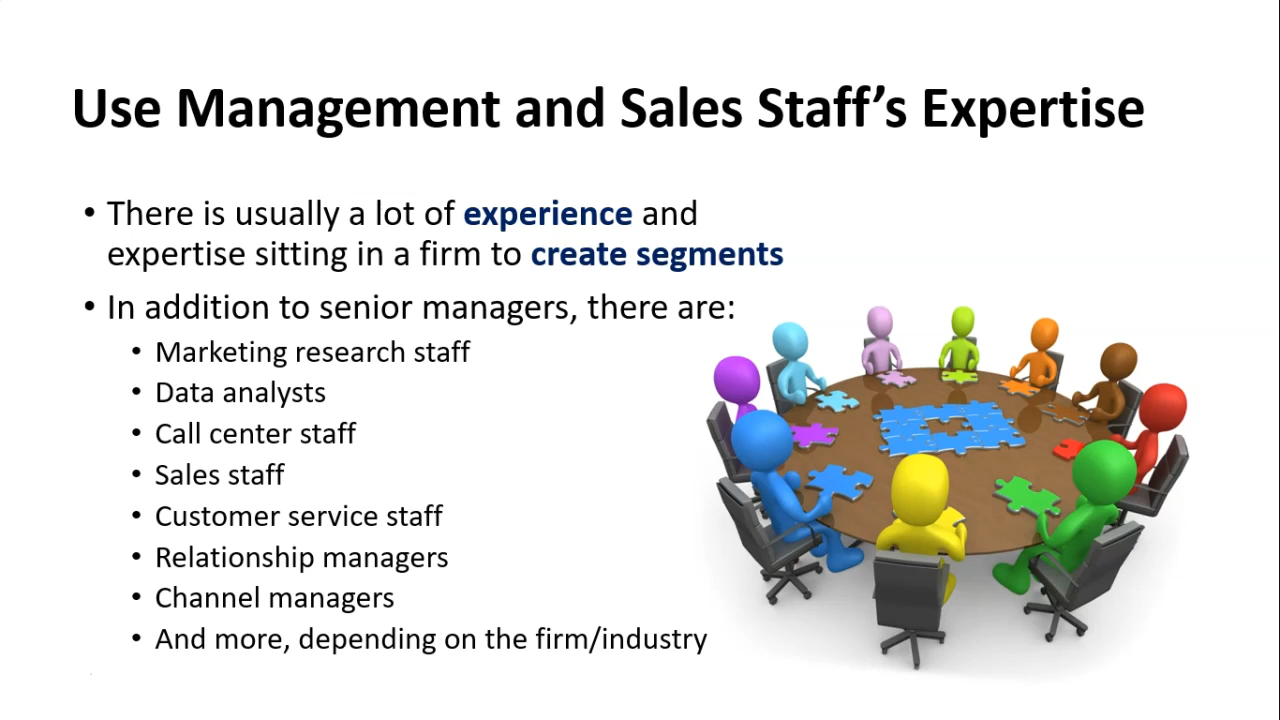 Use Management and Sales Staff’s Expertise
• There is usually a lot of experience and
expertise sitting in a firm to create segments
• In addition to senior managers, there are:
• Marketing research staff
• Data analysts
• Call center staff
• Sales staff
• Customer service staff
• Relationship managers
• Channel managers
• And more, depending on the firm/industry